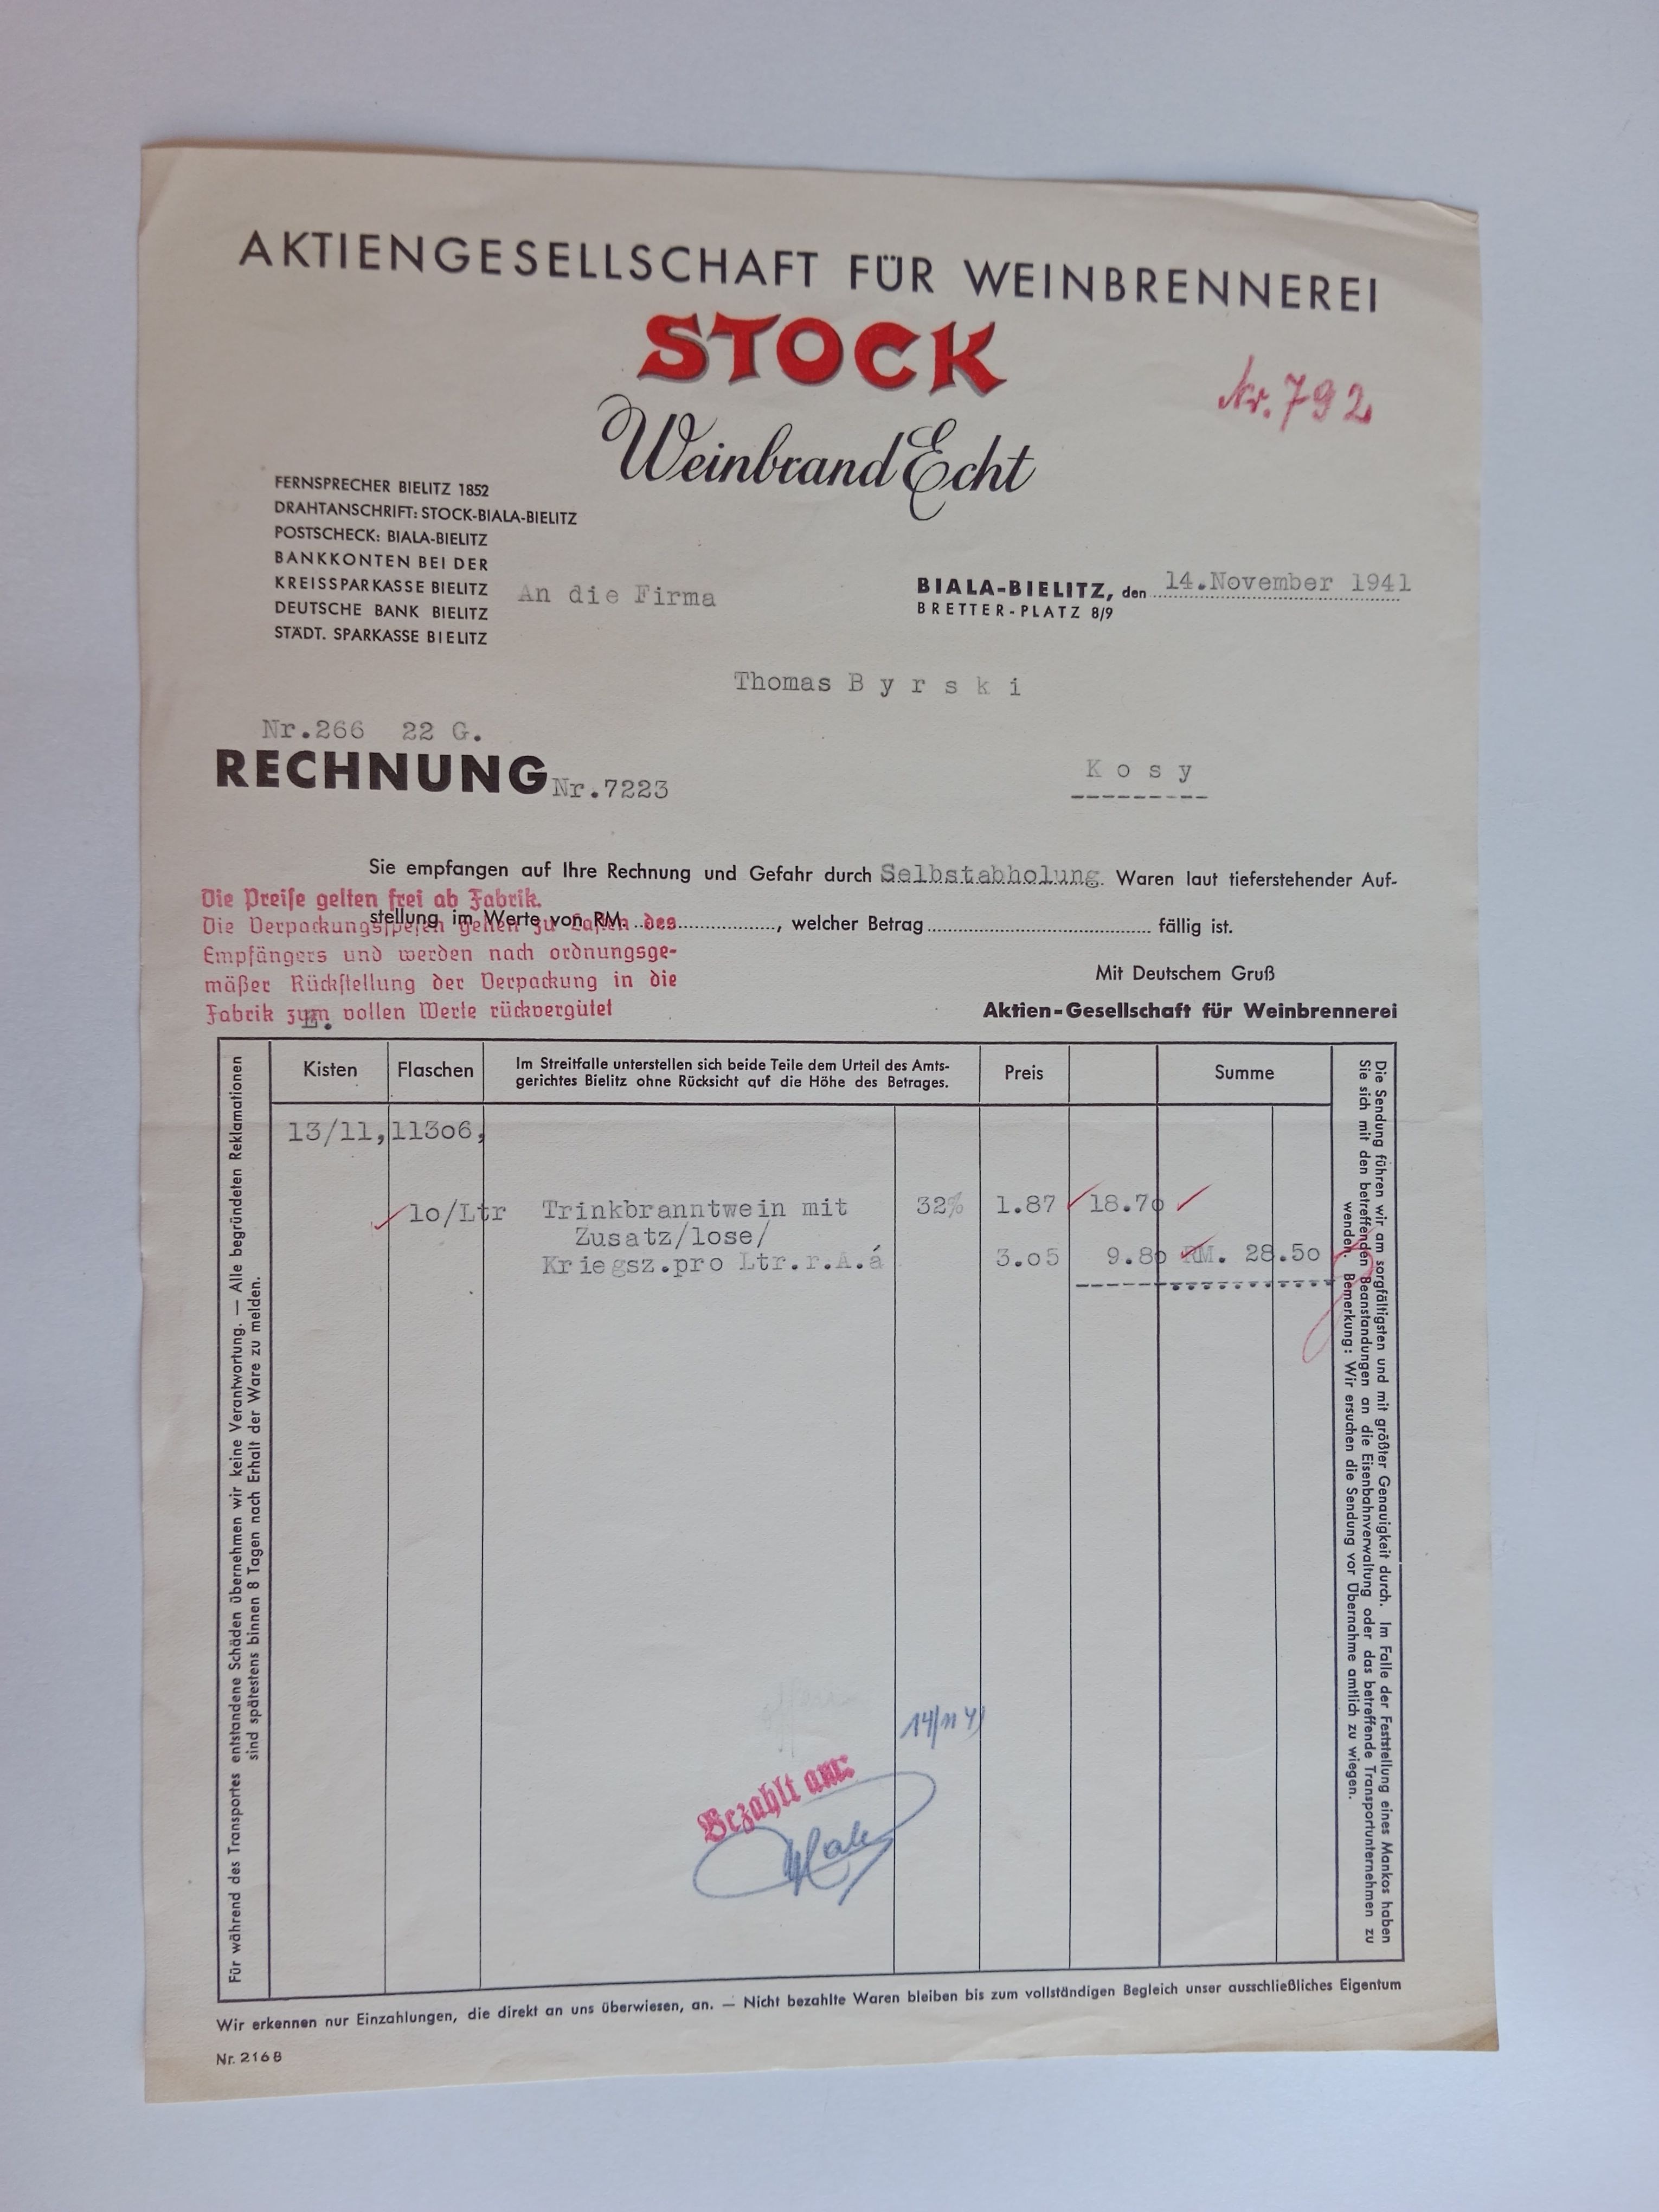 AKTIENGESELLSCHAFT FÜR WEINBRENNEREI
STOCK
Nr. 792
Weinbrand Echt
FERNSPRECHER BIELITZ 1852
DRAHTANSCHRIFT: STOCK-BIALA-BIELITZ
POSTSCHECK: BIALA-BIELITZ
BANKKONTEN BEI DER
KREISSPARKASSE BIELITZ
DEUTSCHE BANK BIELITZ
STÄDT. SPARKASSE BIELITZ
An die Firma
BIALA-BIELITZ, den 14.November 1941
BRETTER-PLATZ 8/9
Thomas B y r s k i
Nr.266 22 G.
RECHNUNG Nr.7223
K o s y
Sie empfangen auf Ihre Rechnung und Gefahr durch Selbstabholung. Waren laut tieferstehender Auf-
stellung im Werte von RM. , welcher Betrag fällig ist.
Die Preise gelten frei ab Fabrik.
Die Verpackungsspesen gehen zu Lasten des
Empfängers und werden nach ordnungsge-
mäßer Rückstellung der Verpackung in die
Fabrik zum vollen Werte rückvergütet
Mit Deutschem Gruß
Aktien-Gesellschaft für Weinbrennerei
Kisten Flaschen Im Streitfalle unterstellen sich beide Teile dem Urteil des Amts-
gerichtes Bielitz ohne Rücksicht auf die Höhe des Betrages. Preis Summe
13/11, 11306,
10/Ltr Trinkbranntwein mit 32% 1.87 18.70
Zusatz/lose/
Kriegsz.pro Ltr.r.A.á 3.05 9.80 RM. 28.50
14/11 41
Bezahlt am:
Für während des Transportes entstandene Schäden übernehmen wir keine Verantwortung. — Alle begründeten Reklamationen
sind spätestens binnen 8 Tagen nach Erhalt der Ware zu melden.
Die Sendung führen wir am sorgfältigsten und mit größter Genauigkeit durch. Im Falle der Feststellung eines Mankos haben
Sie sich mit den betreffenden Beanstandungen an die Eisenbahnverwaltung oder das betreffende Transportunternehmen zu
wenden. Bemerkung: Wir ersuchen die Sendung vor Übernahme amtlich zu wiegen.
Wir erkennen nur Einzahlungen, die direkt an uns überwiesen, an. — Nicht bezahlte Waren bleiben bis zum vollständigen Begleich unser ausschließliches Eigentum
Nr. 216B